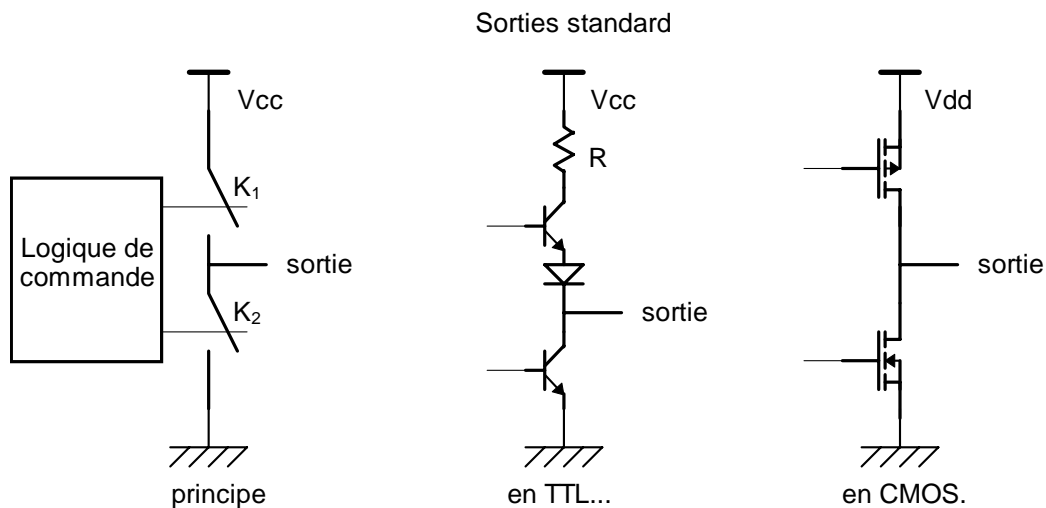 Sorties standard
Vcc
Vcc
Vdd
R
K₁
Logique de
commande
sortie
sortie
K₂
sortie
principe
en TTL...
en CMOS.